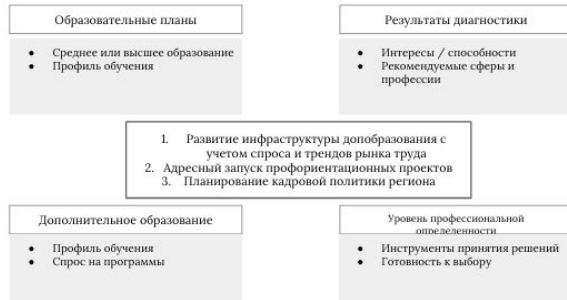 Образовательные планы
● Среднее или высшее образование
● Профиль обучения
Результаты диагностики
● Интересы / способности
● Рекомендуемые сферы и
профессии
1. Развитие инфраструктуры допобразования с
учетом спроса и трендов рынка труда
2. Адресный запуск профориентационных проектов
3. Планирование кадровой политики региона
Дополнительное образование
● Профиль обучения
● Спрос на программы
Уровень профессиональной
определенности
● Инструменты принятия решений
● Готовность к выбору